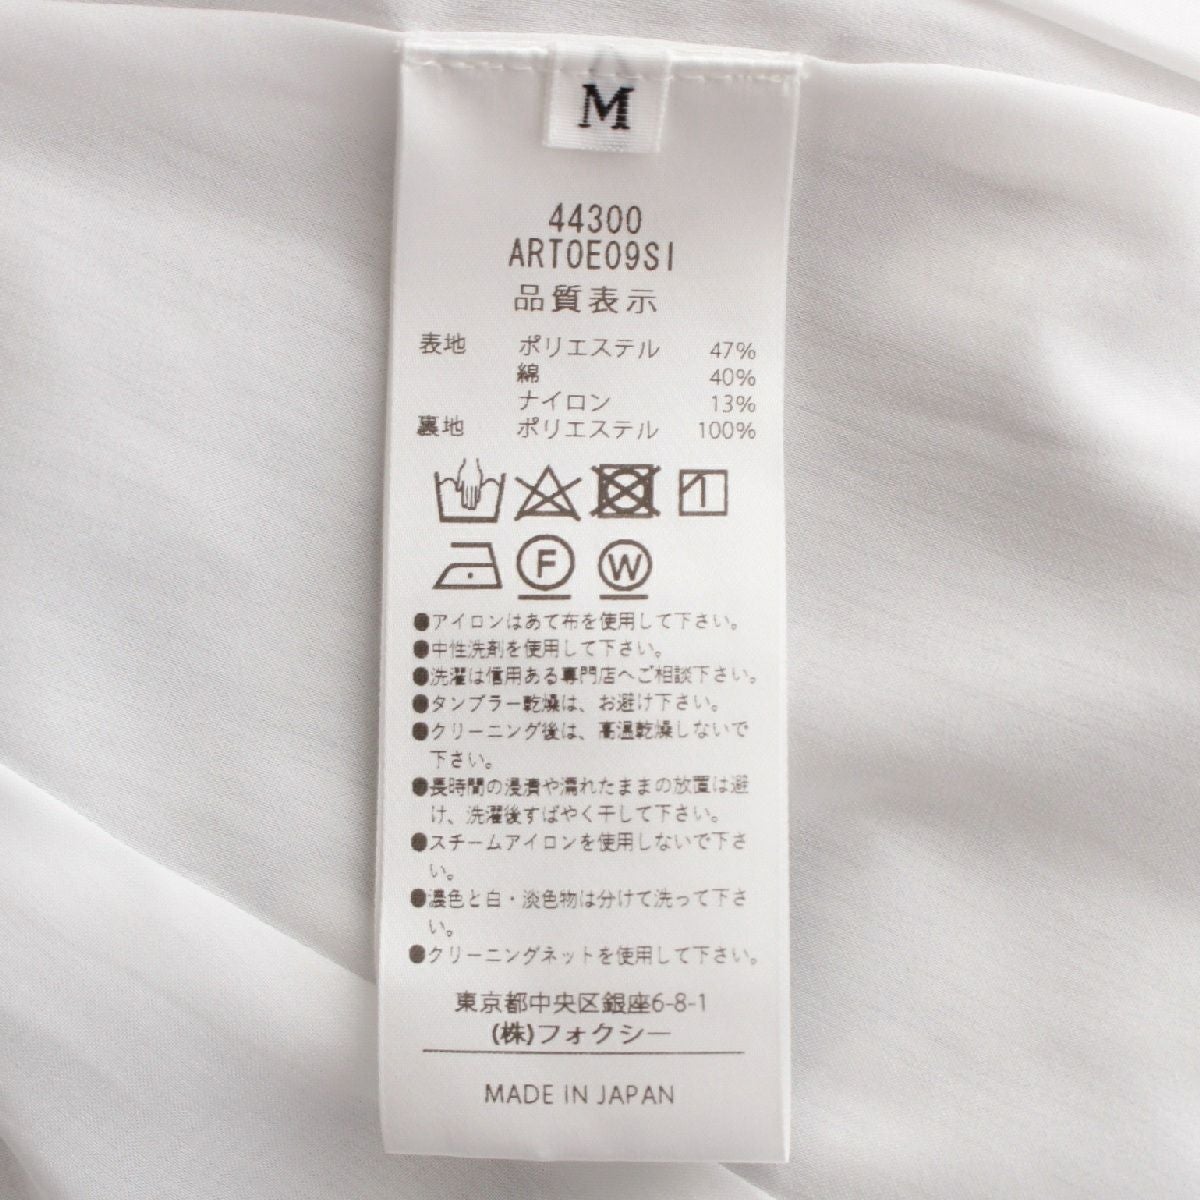 M
44300
ART0E09SI
品質表示
表地 ポリエステル 47%
綿 40%
ナイロン 13%
裏地 ポリエステル 100%
F W
●アイロンはあて布を使用して下さい。
●中性洗剤を使用して下さい。
●洗濯は信用ある専門店へご相談下さい。
●タンブラー乾燥は、お避け下さい。
●クリーニング後は、高温乾燥しないで
下さい。
●長時間の浸漬や濡れたままの放置は避
け、洗濯後すばやく干して下さい。
●スチームアイロンを使用しないで下さ
い。
●濃色と白・淡色物は分けて洗って下さ
い。
●クリーニングネットを使用して下さい。
東京都中央区銀座6-8-1
(株)フォクシー
MADE IN JAPAN